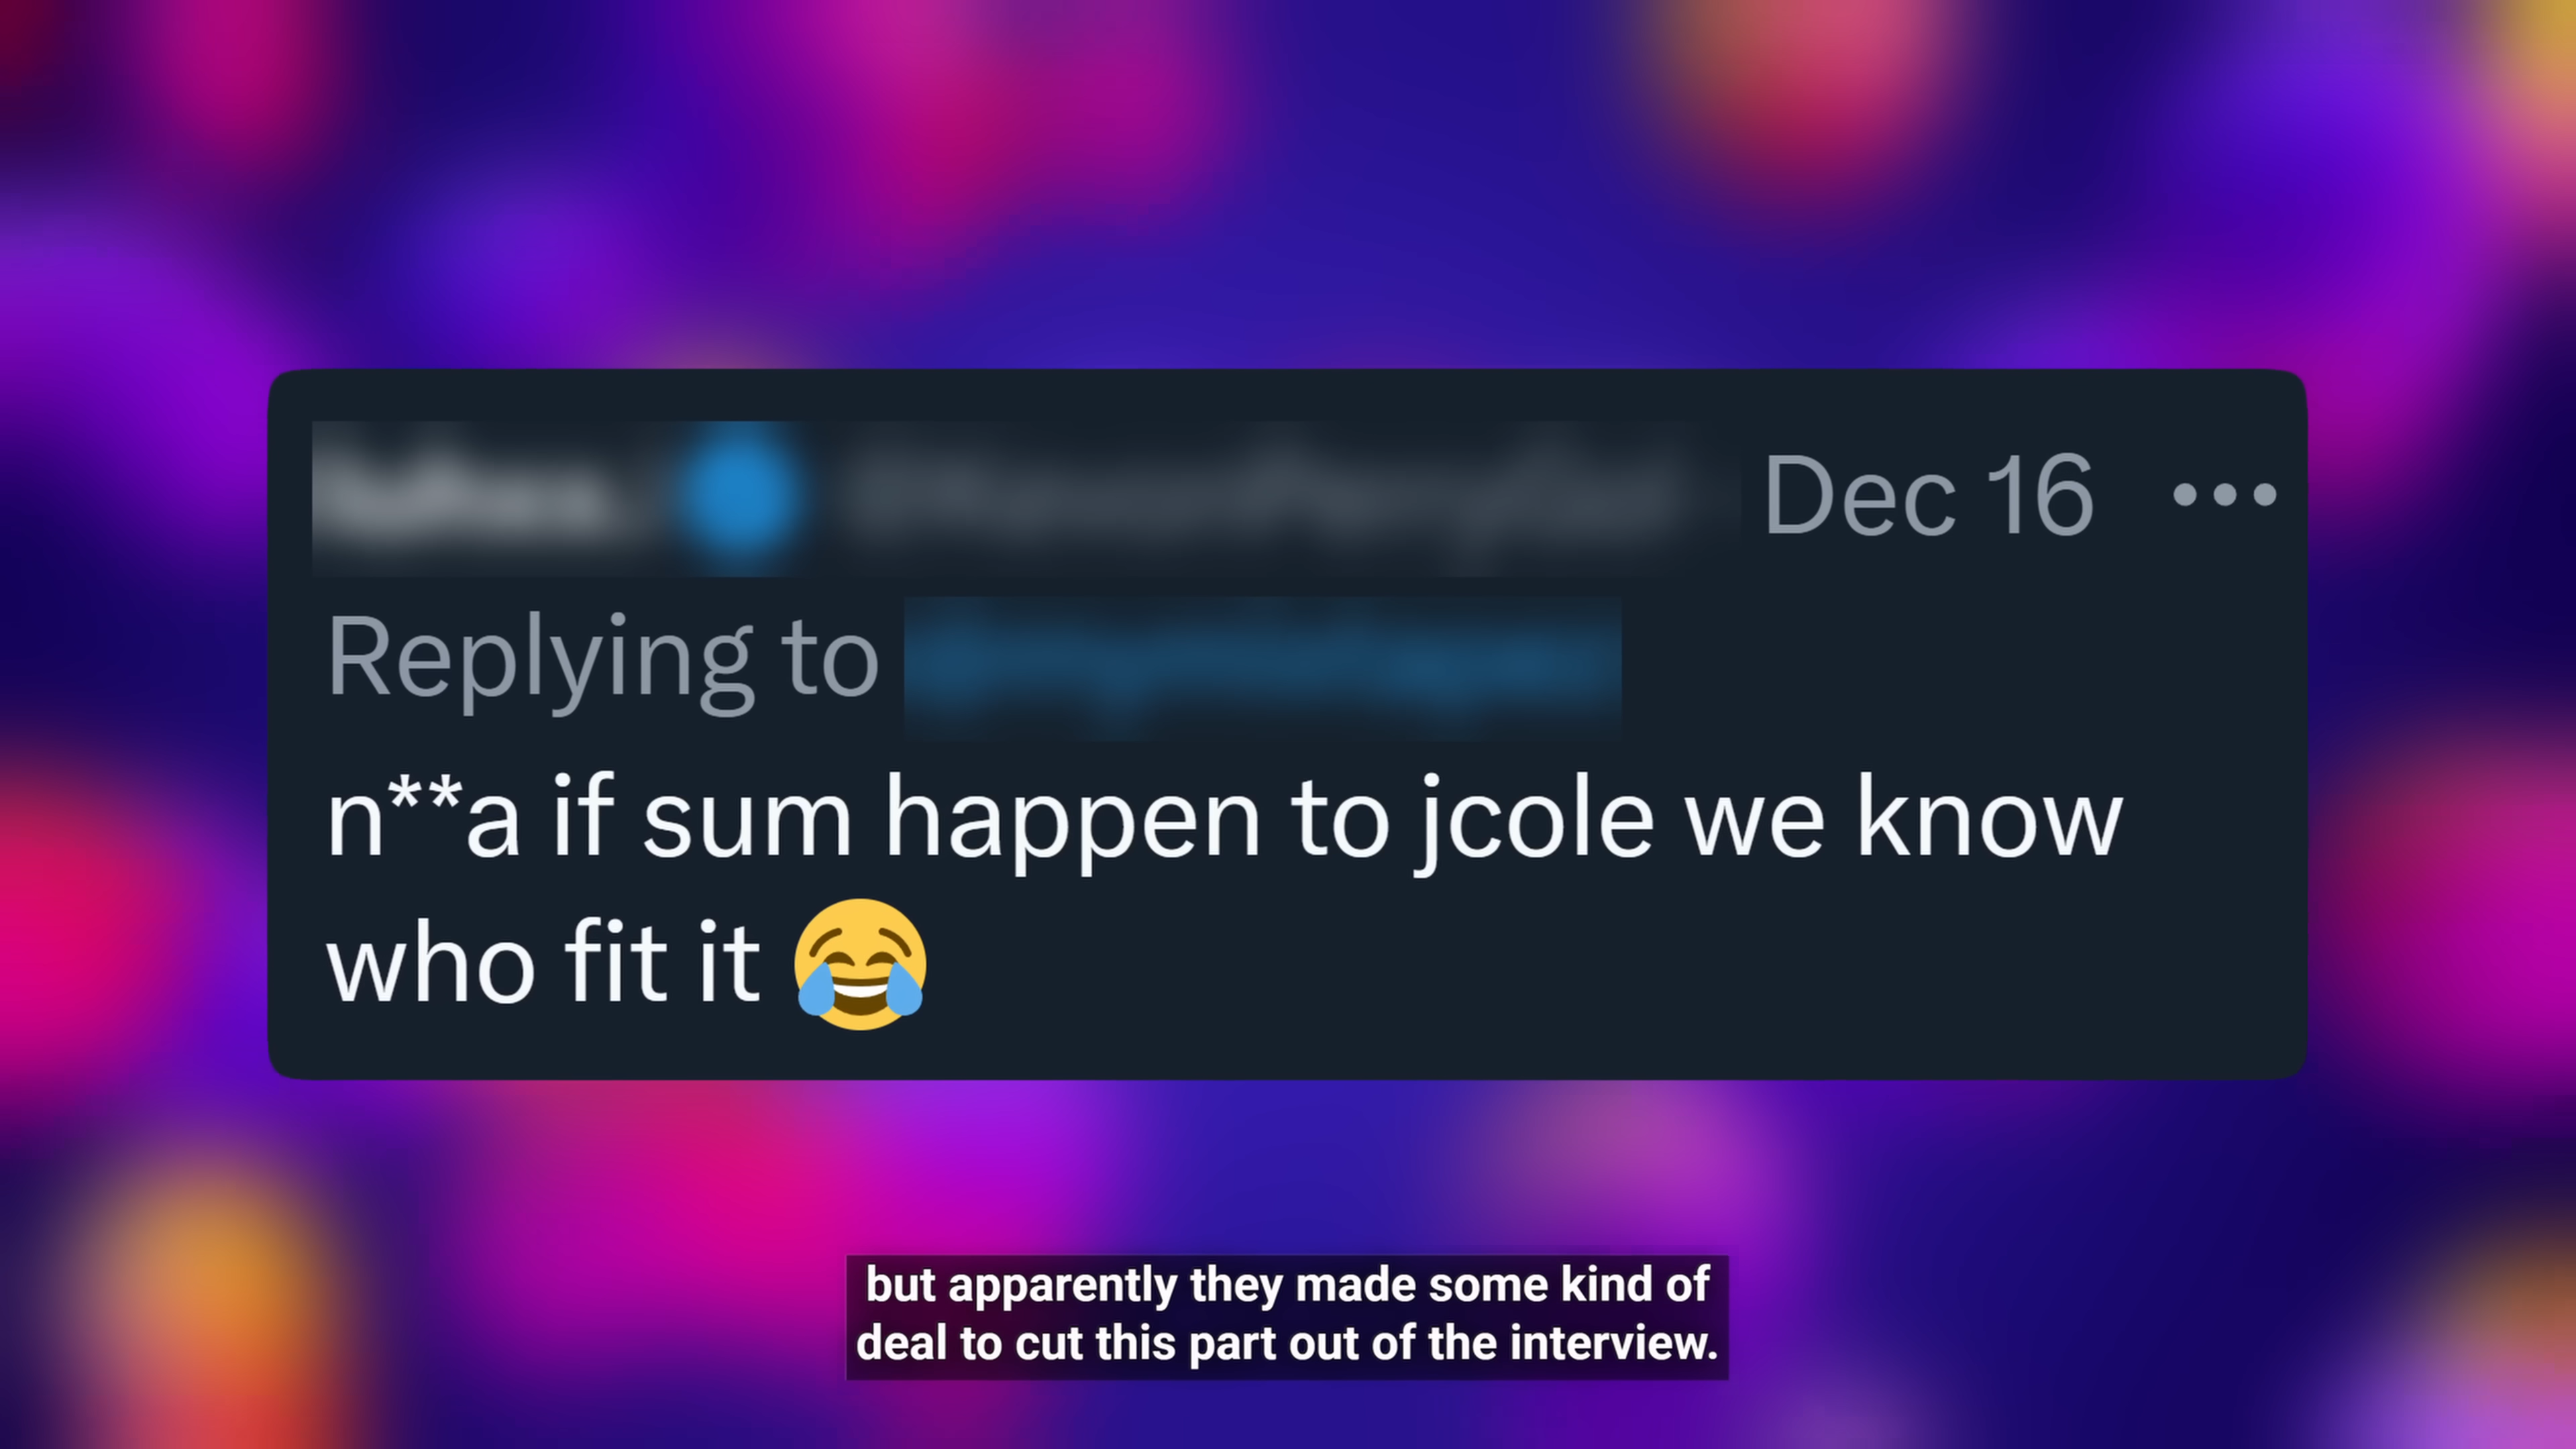 Dec 16
Replying to
n**a if sum happen to jcole we know
who fit it 😂
but apparently they made some kind of
deal to cut this part out of the interview.